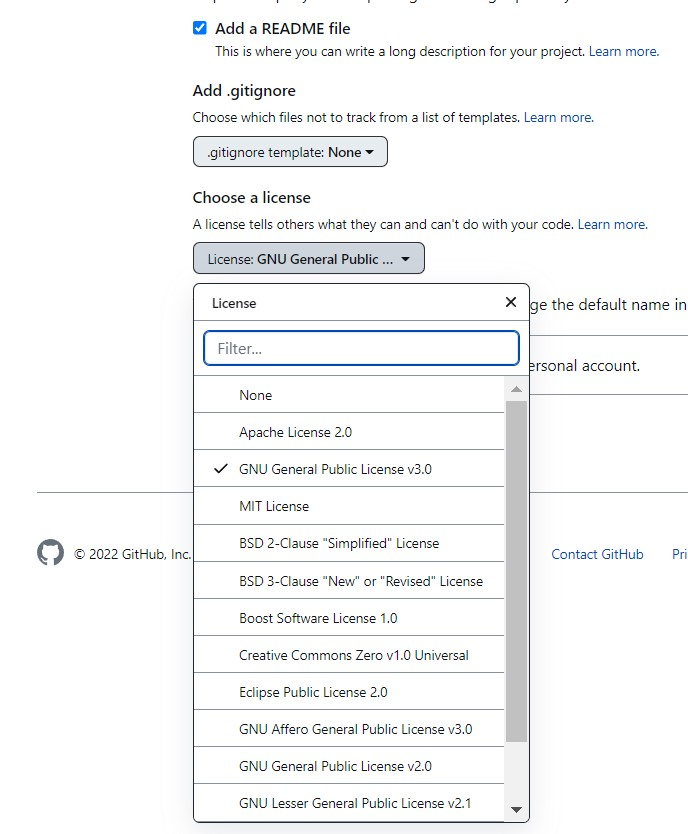 Add a README file
This is where you can write a long description for your project. Learn more.
Add .gitignore
Choose which files not to track from a list of templates. Learn more.
.gitignore template: None
Choose a license
A license tells others what they can and can't do with your code. Learn more.
License: GNU General Public ...
License
ge the default name in
Filter...
ersonal account.
None
Apache License 2.0
GNU General Public License v3.0
MIT License
BSD 2-Clause "Simplified" License
© 2022 GitHub, Inc.
Contact GitHub
Pri
BSD 3-Clause "New" or "Revised" License
Boost Software License 1.0
Creative Commons Zero v1.0 Universal
Eclipse Public License 2.0
GNU Affero General Public License v3.0
GNU General Public License v2.0
GNU Lesser General Public License v2.1